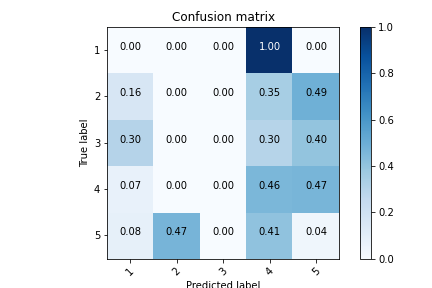 Confusion matrix
1.0
1 0.00 0.00 0.00 1.00 0.00
0.8
2 0.16 0.00 0.00 0.35 0.49
0.6
True label
3 0.30 0.00 0.00 0.30 0.40
0.4
4 0.07 0.00 0.00 0.46 0.47
0.2
5 0.08 0.47 0.00 0.41 0.04
0.0
1 2 3 4 5
Predicted label